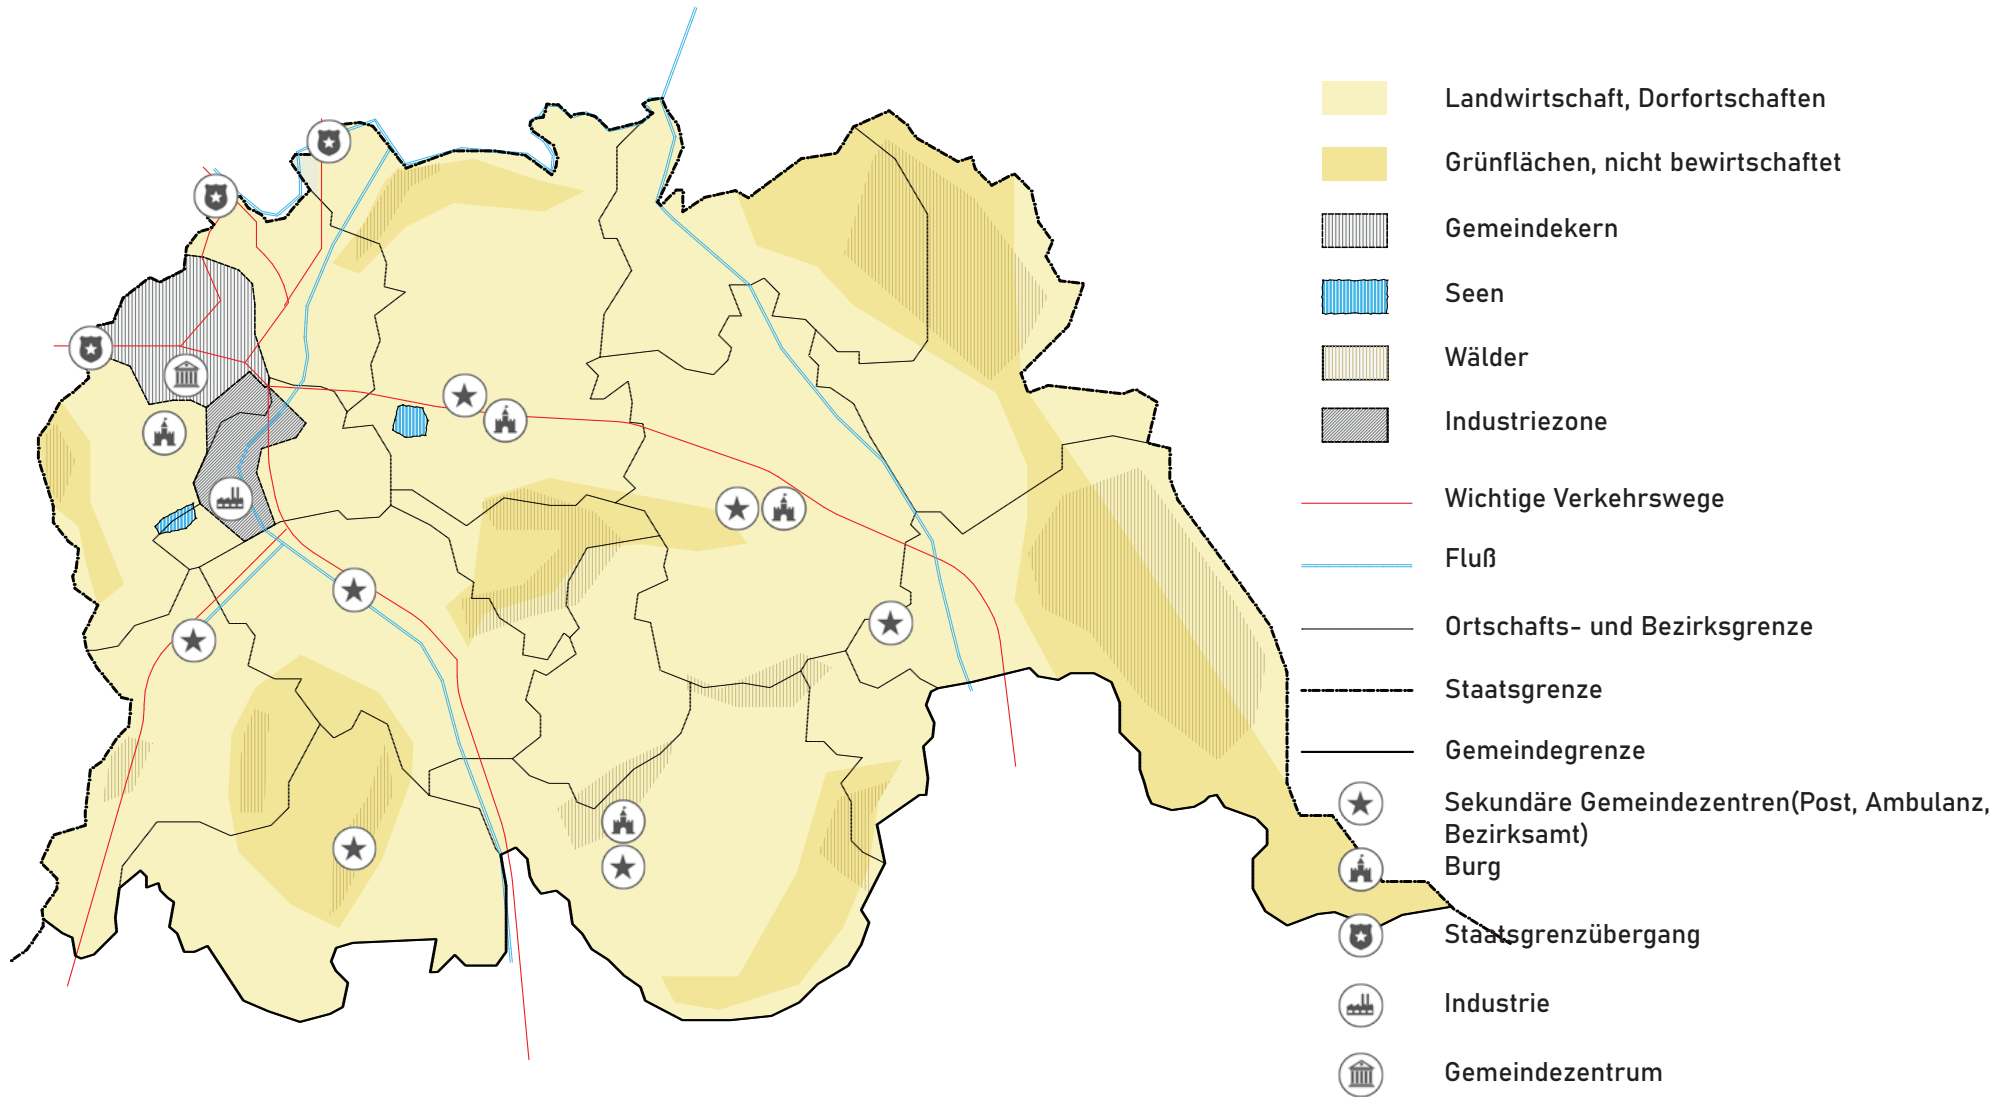 Landwirtschaft, Dorfortschaften
Grünflächen, nicht bewirtschaftet
Gemeindekern
Seen
Wälder
Industriezone
Wichtige Verkehrswege
Fluß
Ortschafts- und Bezirksgrenze
Staatsgrenze
Gemeindegrenze
Sekundäre Gemeindezentren(Post, Ambulanz,
Bezirksamt)
Burg
Staatsgrenzübergang
Industrie
Gemeindezentrum